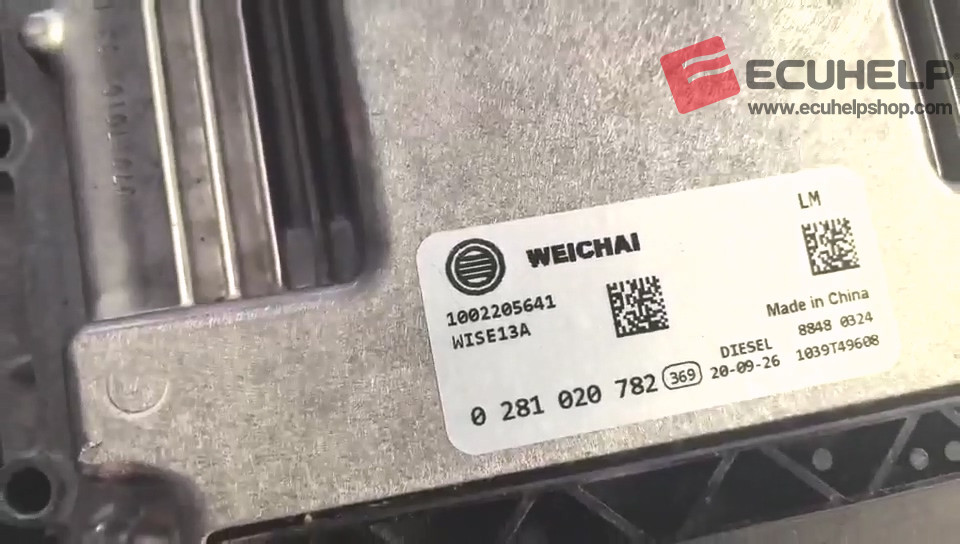 ECUHELP
www.ecuhelpshop.com
LM
WEICHAI
1002205641
WISE13A
Made in China
8848 0324
DIESEL
0 281 020 782 369 20-09-26 1039T49608